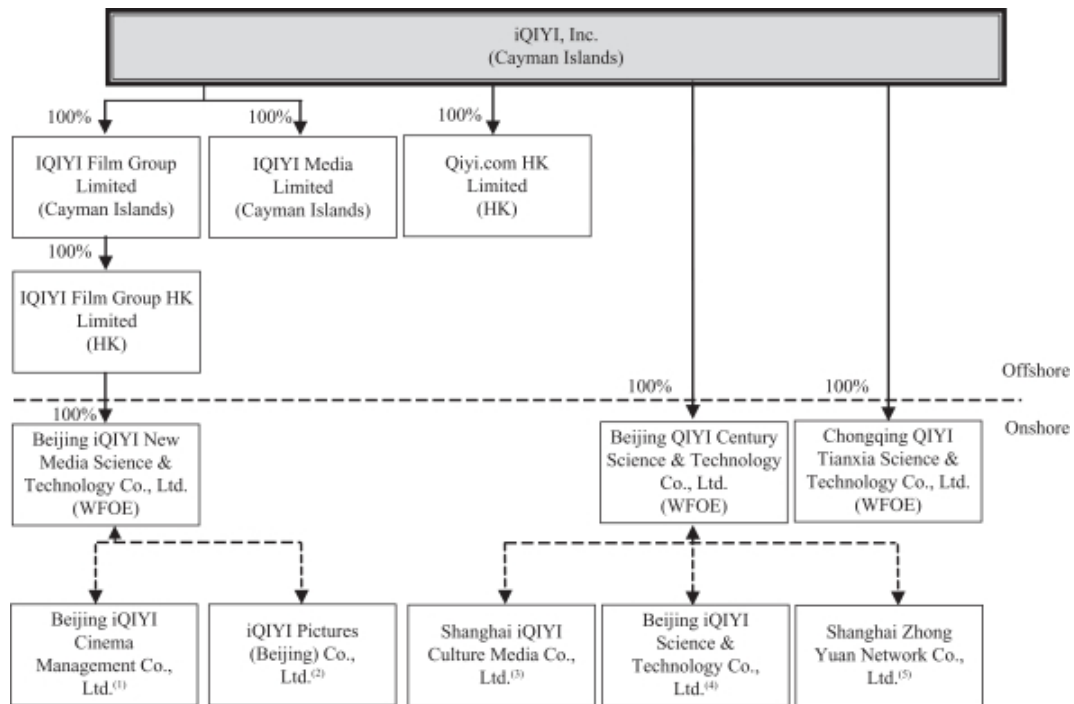 iQIYI, Inc.
(Cayman Islands)
100%
100%
100%
IQIYI Film Group
Limited
(Cayman Islands)
IQIYI Media
Limited
(Cayman Islands)
Qiyi.com HK
Limited
(HK)
100%
IQIYI Film Group HK
Limited
(HK)
Offshore
100%
100%
100%
Onshore
Beijing iQIYI New
Media Science &
Technology Co., Ltd.
(WFOE)
Beijing QIYI Century
Science & Technology
Co., Ltd.
(WFOE)
Chongqing QIYI
Tianxia Science &
Technology Co., Ltd.
(WFOE)
Beijing iQIYI
Cinema
Management Co.,
Ltd.(1)
iQIYI Pictures
(Beijing) Co.,
Ltd.(2)
Shanghai iQIYI
Culture Media Co.,
Ltd.(3)
Beijing iQIYI
Science &
Technology Co.,
Ltd.(4)
Shanghai Zhong
Yuan Network Co.,
Ltd.(5)